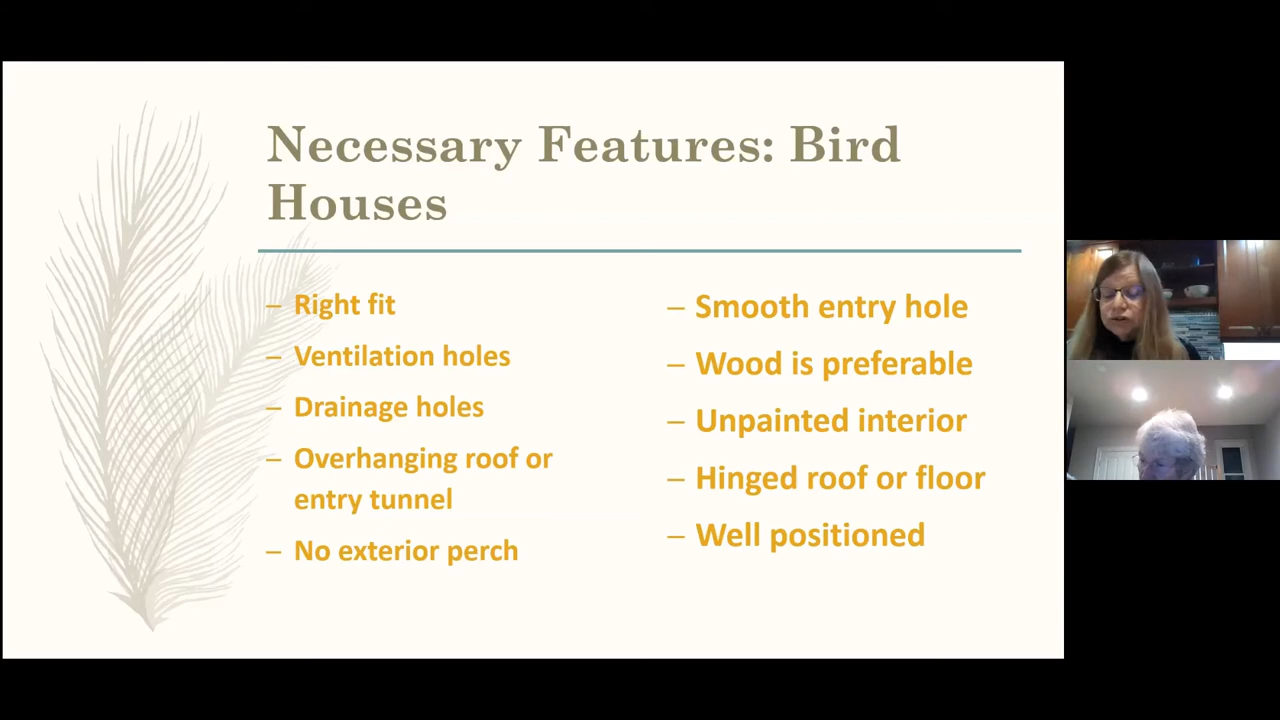 Necessary Features: Bird
Houses
– Right fit
– Ventilation holes
– Drainage holes
– Overhanging roof or
entry tunnel
– No exterior perch
– Smooth entry hole
– Wood is preferable
– Unpainted interior
– Hinged roof or floor
– Well positioned